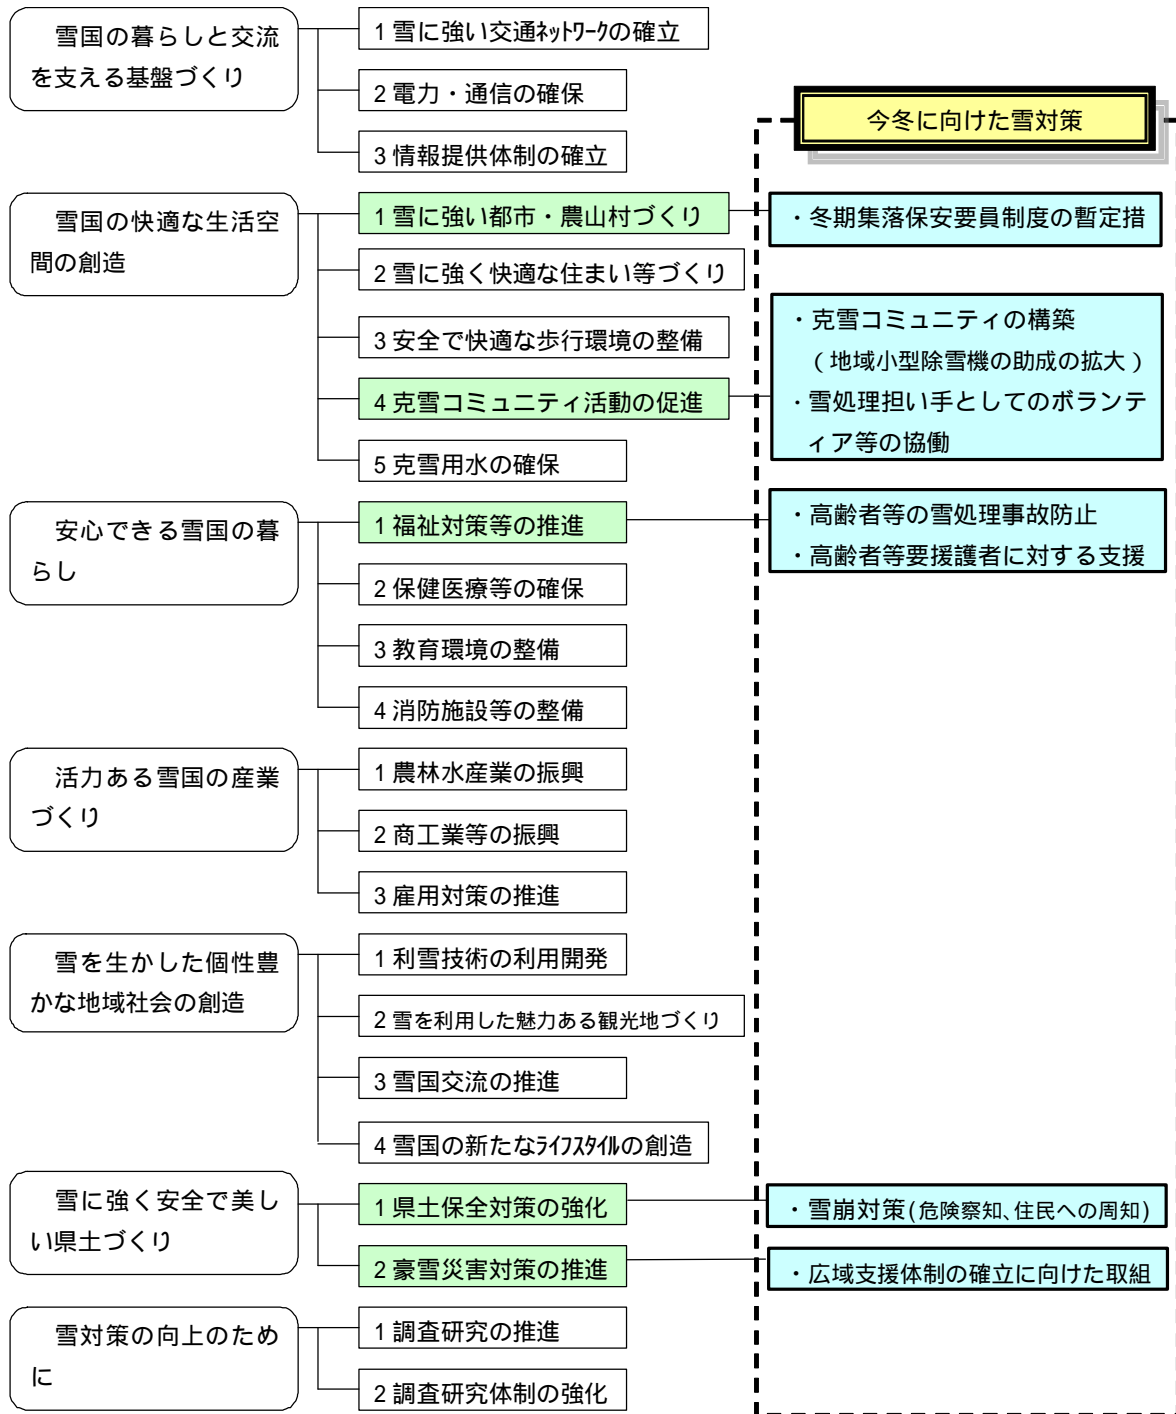 雪国の暮らしと交流
を支える基盤づくり
1 雪に強い交通ﾈｯﾄﾜｰｸの確立
2 電力・通信の確保
3 情報提供体制の確立
今冬に向けた雪対策
雪国の快適な生活空
間の創造
1 雪に強い都市・農山村づくり
・冬期集落保安要員制度の暫定措
2 雪に強く快適な住まい等づくり
3 安全で快適な歩行環境の整備
4 克雪コミュニティ活動の促進
・克雪コミュニティの構築
（地域小型除雪機の助成の拡大）
・雪処理担い手としてのボランテ
ィア等の協働
5 克雪用水の確保
安心できる雪国の暮
らし
1 福祉対策等の推進
・高齢者等の雪処理事故防止
・高齢者等要援護者に対する支援
2 保健医療等の確保
3 教育環境の整備
4 消防施設等の整備
活力ある雪国の産業
づくり
1 農林水産業の振興
2 商工業等の振興
3 雇用対策の推進
雪を生かした個性豊
かな地域社会の創造
1 利雪技術の利用開発
2 雪を利用した魅力ある観光地づくり
3 雪国交流の推進
4 雪国の新たなﾗｲﾌｽﾀｲﾙの創造
雪に強く安全で美し
い県土づくり
1 県土保全対策の強化
・雪崩対策(危険察知、住民への周知)
2 豪雪災害対策の推進
・広域支援体制の確立に向けた取組
雪対策の向上のため
に
1 調査研究の推進
2 調査研究体制の強化